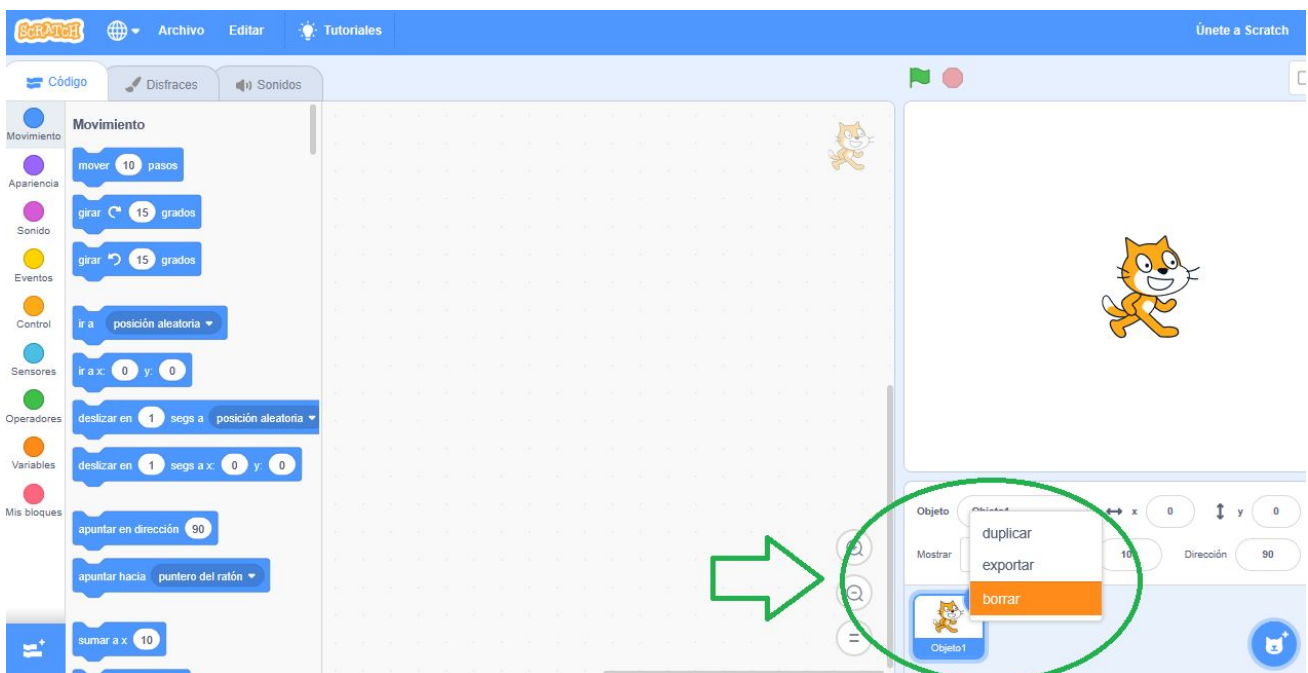 SCRATCH Archivo Editar Tutoriales Únete a Scratch
Código Disfraces Sonidos
Movimiento
Apariencia
Sonido
Eventos
Control
Sensores
Operadores
Variables
Mis bloques
Movimiento
mover 10 pasos
girar 15 grados
girar 15 grados
ir a posición aleatoria
ir a x: 0 y: 0
deslizar en 1 segs a posición aleatoria
deslizar en 1 segs a x: 0 y: 0
apuntar en dirección 90
apuntar hacia puntero del ratón
sumar a x 10
Objeto Objeto1 x 0 y 0
Mostrar 10 Dirección 90
duplicar
exportar
borrar
Objeto1